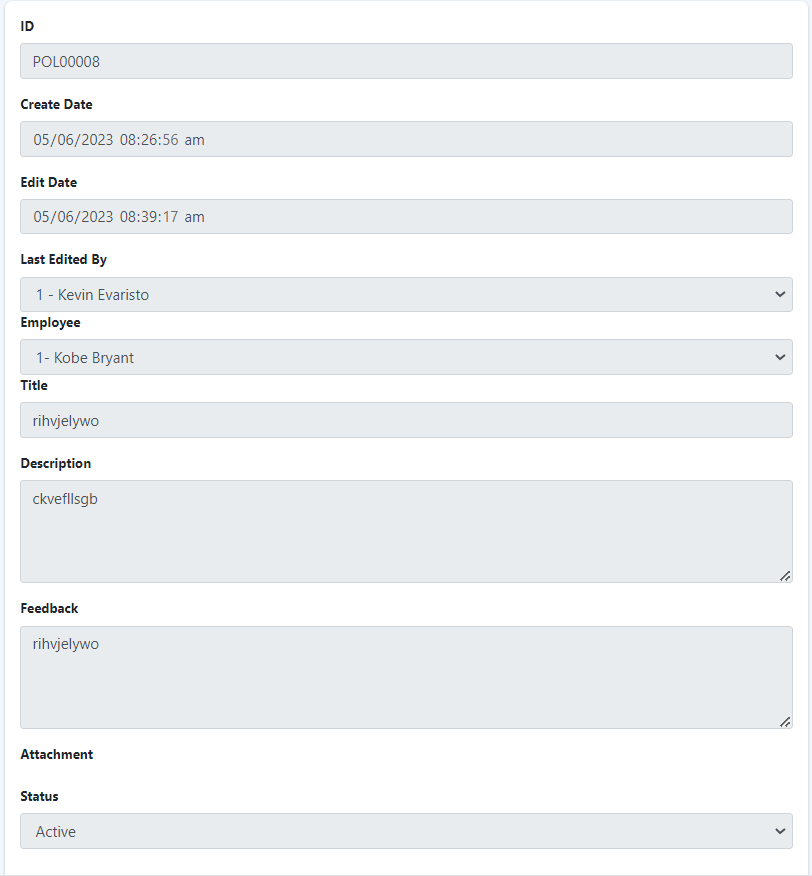 ID
POL00008
Create Date
05/06/2023 08:26:56 am
Edit Date
05/06/2023 08:39:17 am
Last Edited By
1 - Kevin Evaristo
Employee
1- Kobe Bryant
Title
rihvjelywo
Description
ckvefllsgb
Feedback
rihvjelywo
Attachment
Status
Active